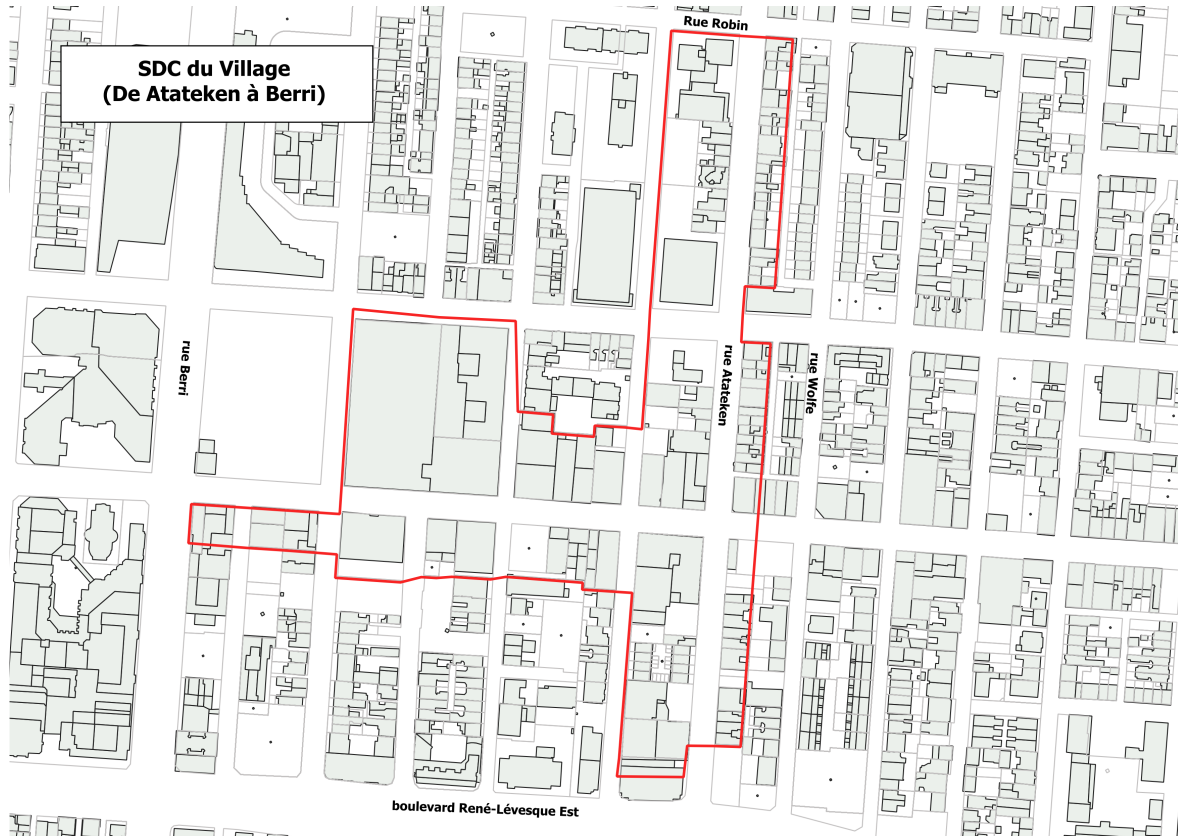 Rue Robin
SDC du Village
(De Atateken à Berri)
rue Berri
rue Atateken
rue Wolfe
boulevard René-Lévesque Est